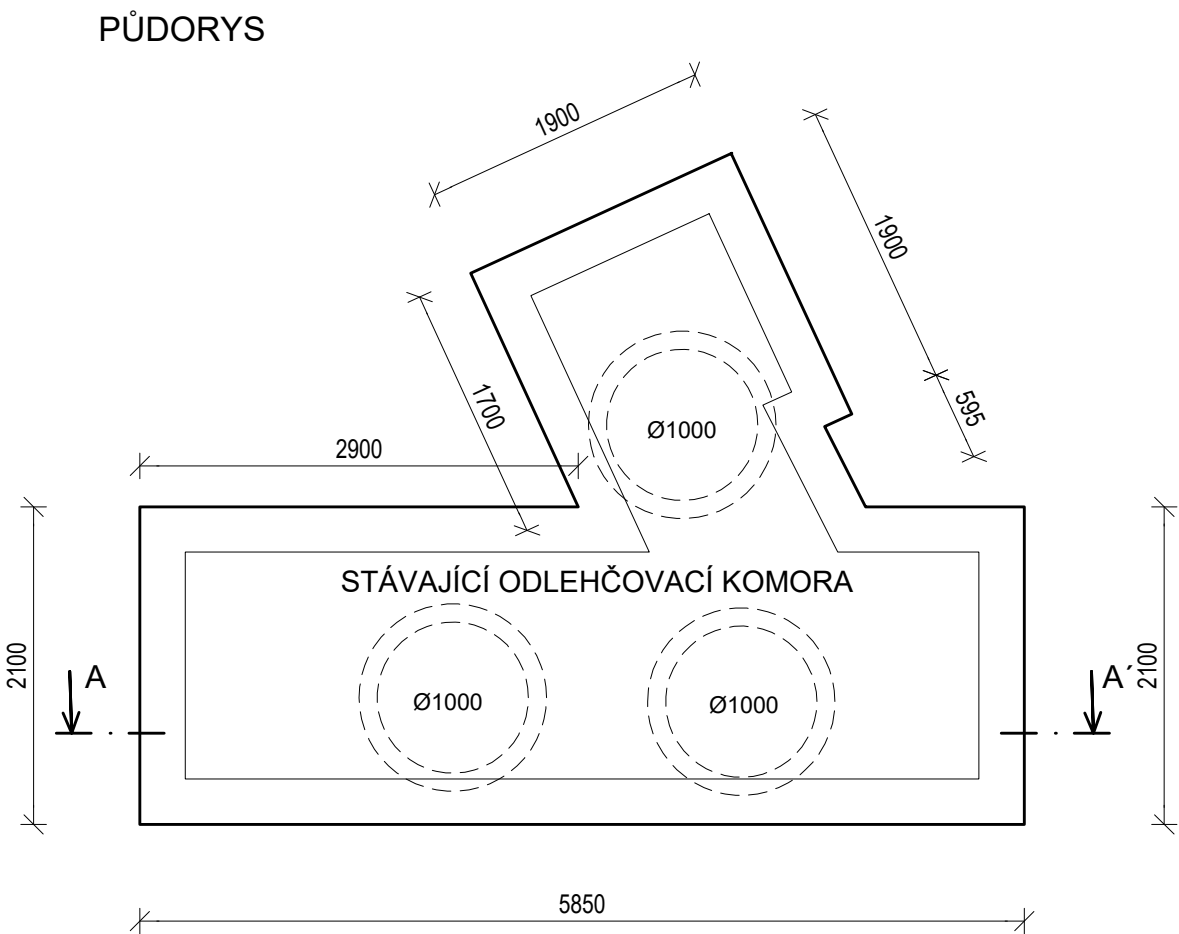 PŮDORYS
1900
1900
595
1700
2900
Ø1000
2100
STÁVAJÍCÍ ODLEHČOVACÍ KOMORA
2100
A
A´
Ø1000
Ø1000
5850